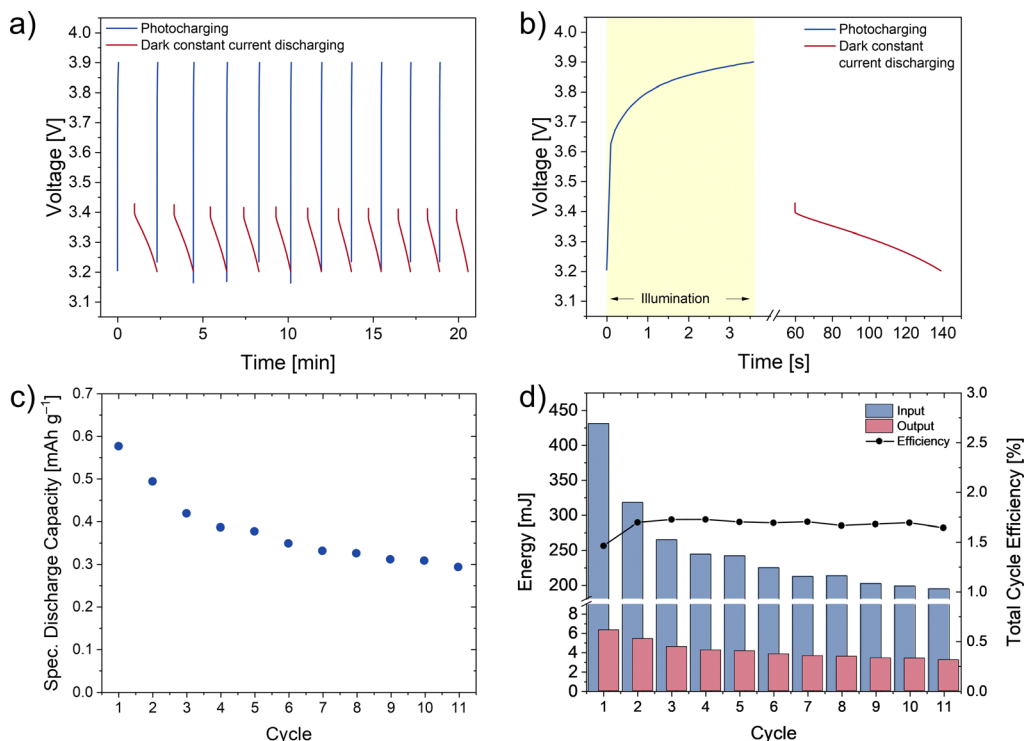 a)
Photocharging
Dark constant current discharging
4.0
3.9
3.8
3.7
3.6
3.5
3.4
3.3
3.2
3.1
Voltage [V]
0 5 10 15 20
Time [min]
b)
Photocharging
Dark constant
current discharging
4.0
3.9
3.8
3.7
3.6
3.5
3.4
3.3
3.2
3.1
Voltage [V]
Illumination
0 1 2 3 60 80 100 120 140
Time [s]
c)
0.7
0.6
0.5
0.4
0.3
0.2
0.1
0.0
Spec. Discharge Capacity [mAh g⁻¹]
1 2 3 4 5 6 7 8 9 10 11
Cycle
d)
Input
Output
Efficiency
450
400
350
300
250
200
8
6
4
2
0
Energy [mJ]
3.0
2.5
2.0
1.5
1.0
0.5
0.0
Total Cycle Efficiency [%]
1 2 3 4 5 6 7 8 9 10 11
Cycle